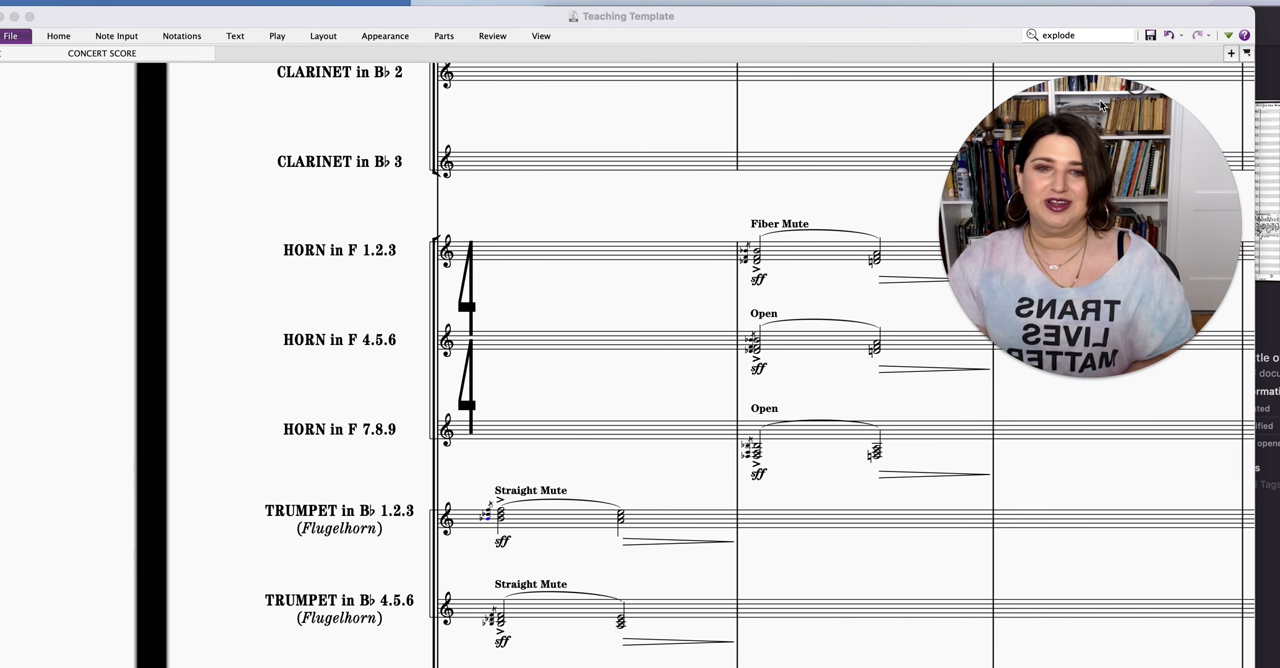 Teaching Template
File Home Note Input Notations Text Play Layout Appearance Parts Review View explode
CONCERT SCORE
CLARINET in B♭ 2
CLARINET in B♭ 3
Fiber Mute
HORN in F 1.2.3
sff
Open
HORN in F 4.5.6
sff
Open
HORN in F 7.8.9
sff
Straight Mute
TRUMPET in B♭ 1.2.3
(Flugelhorn)
sff
Straight Mute
TRUMPET in B♭ 4.5.6
(Flugelhorn)
sff
4
4
TRANS
LIVES
MATTER